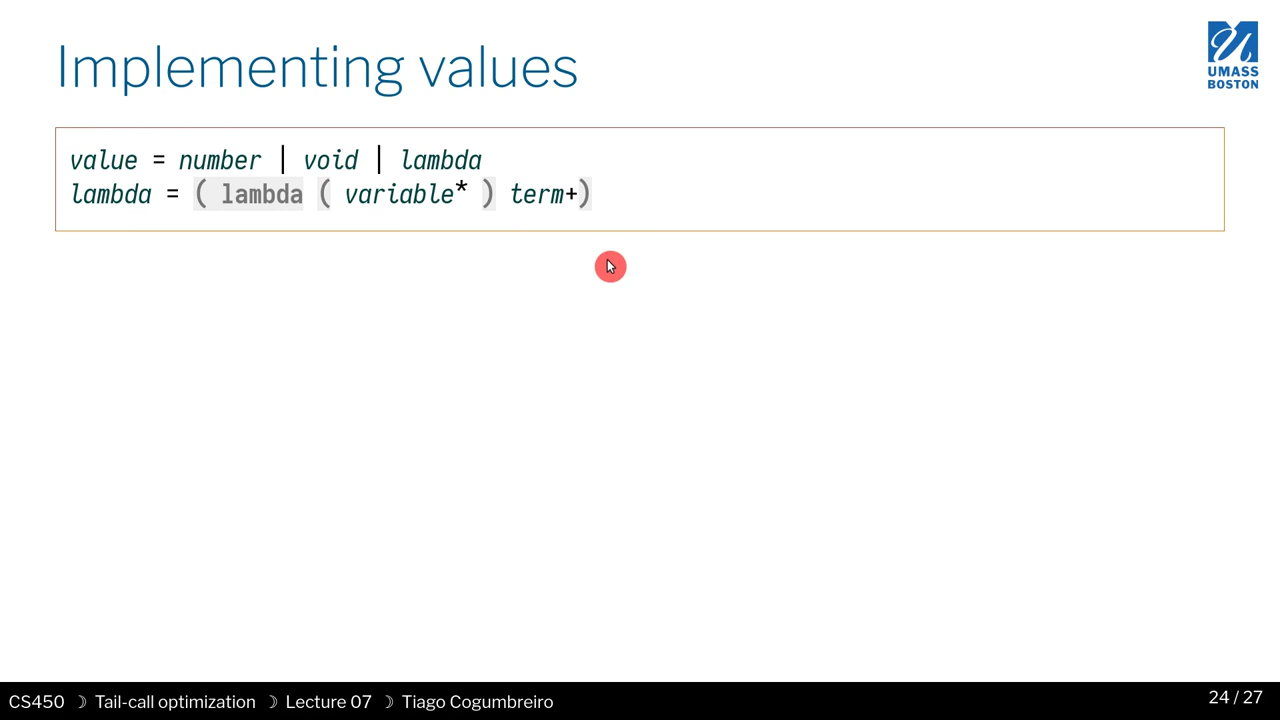 Implementing values
UMASS
BOSTON
value = number | void | lambda
lambda = ( lambda ( variable* ) term+)
CS450 ☽ Tail-call optimization ☽ Lecture 07 ☽ Tiago Cogumbreiro
24 / 27